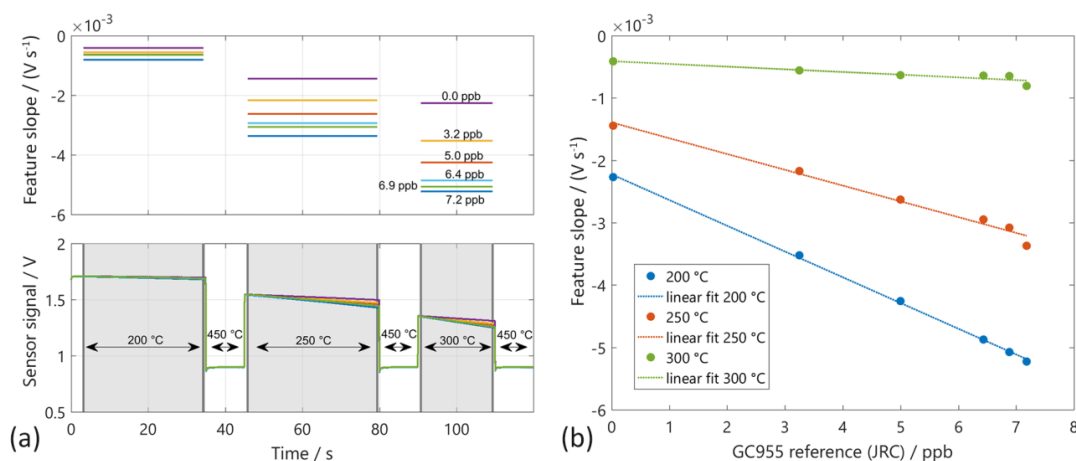 ×10⁻³
0
-2
-4
-6
Feature slope / (V s⁻¹)
0.0 ppb
3.2 ppb
5.0 ppb
6.4 ppb
6.9 ppb
7.2 ppb
2
1.5
1
0.5
Sensor signal / V
200 °C
450 °C
250 °C
450 °C
300 °C
450 °C
0
20
40
60
80
100
Time / s
(a)
×10⁻³
0
-1
-2
-3
-4
-5
-6
Feature slope / (V s⁻¹)
200 °C
linear fit 200 °C
250 °C
linear fit 250 °C
300 °C
linear fit 300 °C
0
1
2
3
4
5
6
7
8
GC955 reference (JRC) / ppb
(b)